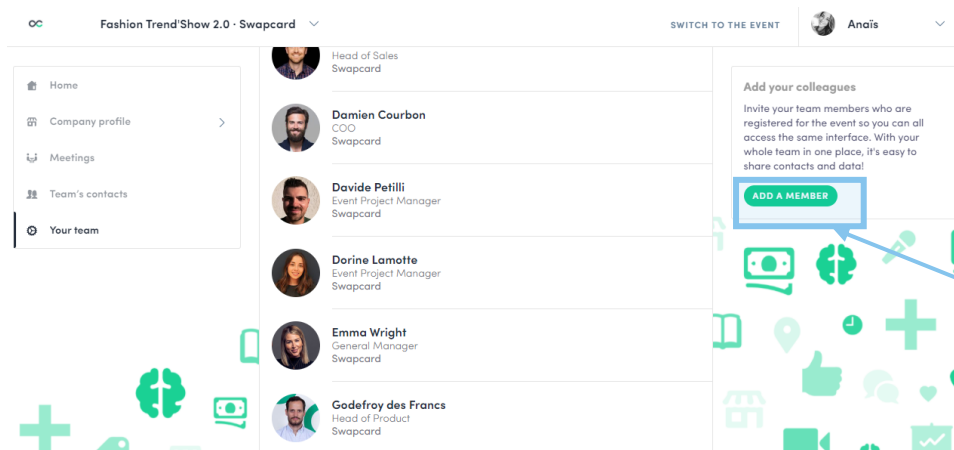 Fashion Trend'Show 2.0 · Swapcard
SWITCH TO THE EVENT
Anaïs
Home
Company profile
Meetings
Team's contacts
Your team
Head of Sales
Swapcard
Damien Courbon
COO
Swapcard
Davide Petilli
Event Project Manager
Swapcard
Dorine Lamotte
Event Project Manager
Swapcard
Emma Wright
General Manager
Swapcard
Godefroy des Francs
Head of Product
Swapcard
Add your colleagues
Invite your team members who are
registered for the event so you can all
access the same interface. With your
whole team in one place, it's easy to
share contacts and data!
ADD A MEMBER